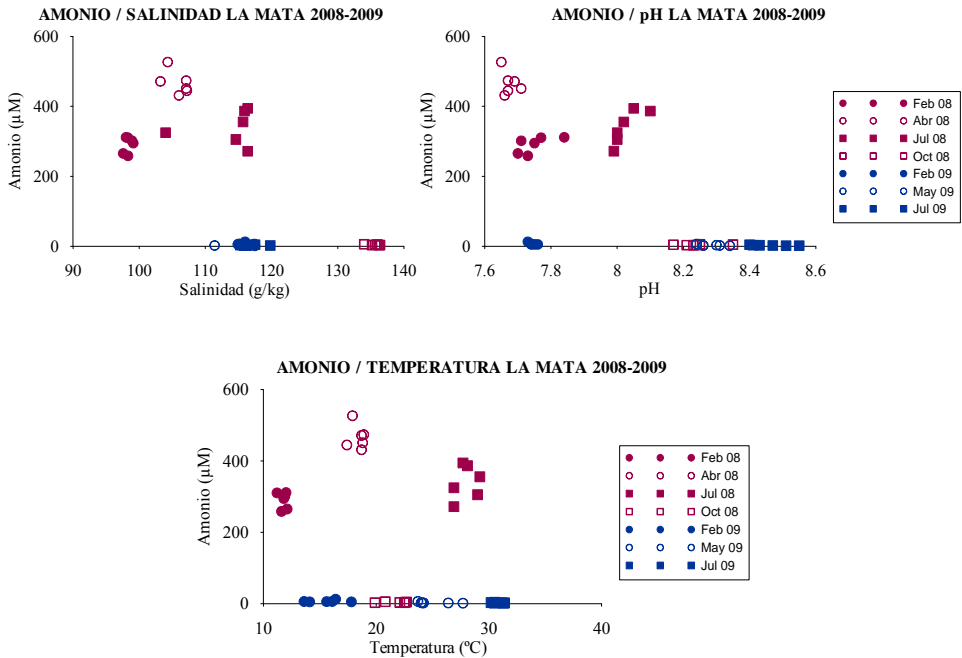 AMONIO / SALINIDAD LA MATA 2008-2009
600
400
200
0
Amonio (µM)
90 100 110 120 130 140
Salinidad (g/kg)
AMONIO / pH LA MATA 2008-2009
600
400
200
0
Amonio (µM)
7.6 7.8 8 8.2 8.4 8.6
pH
Feb 08
Abr 08
Jul 08
Oct 08
Feb 09
May 09
Jul 09
AMONIO / TEMPERATURA LA MATA 2008-2009
600
400
200
0
Amonio (µM)
10 20 30 40
Temperatura (ºC)
Feb 08
Abr 08
Jul 08
Oct 08
Feb 09
May 09
Jul 09